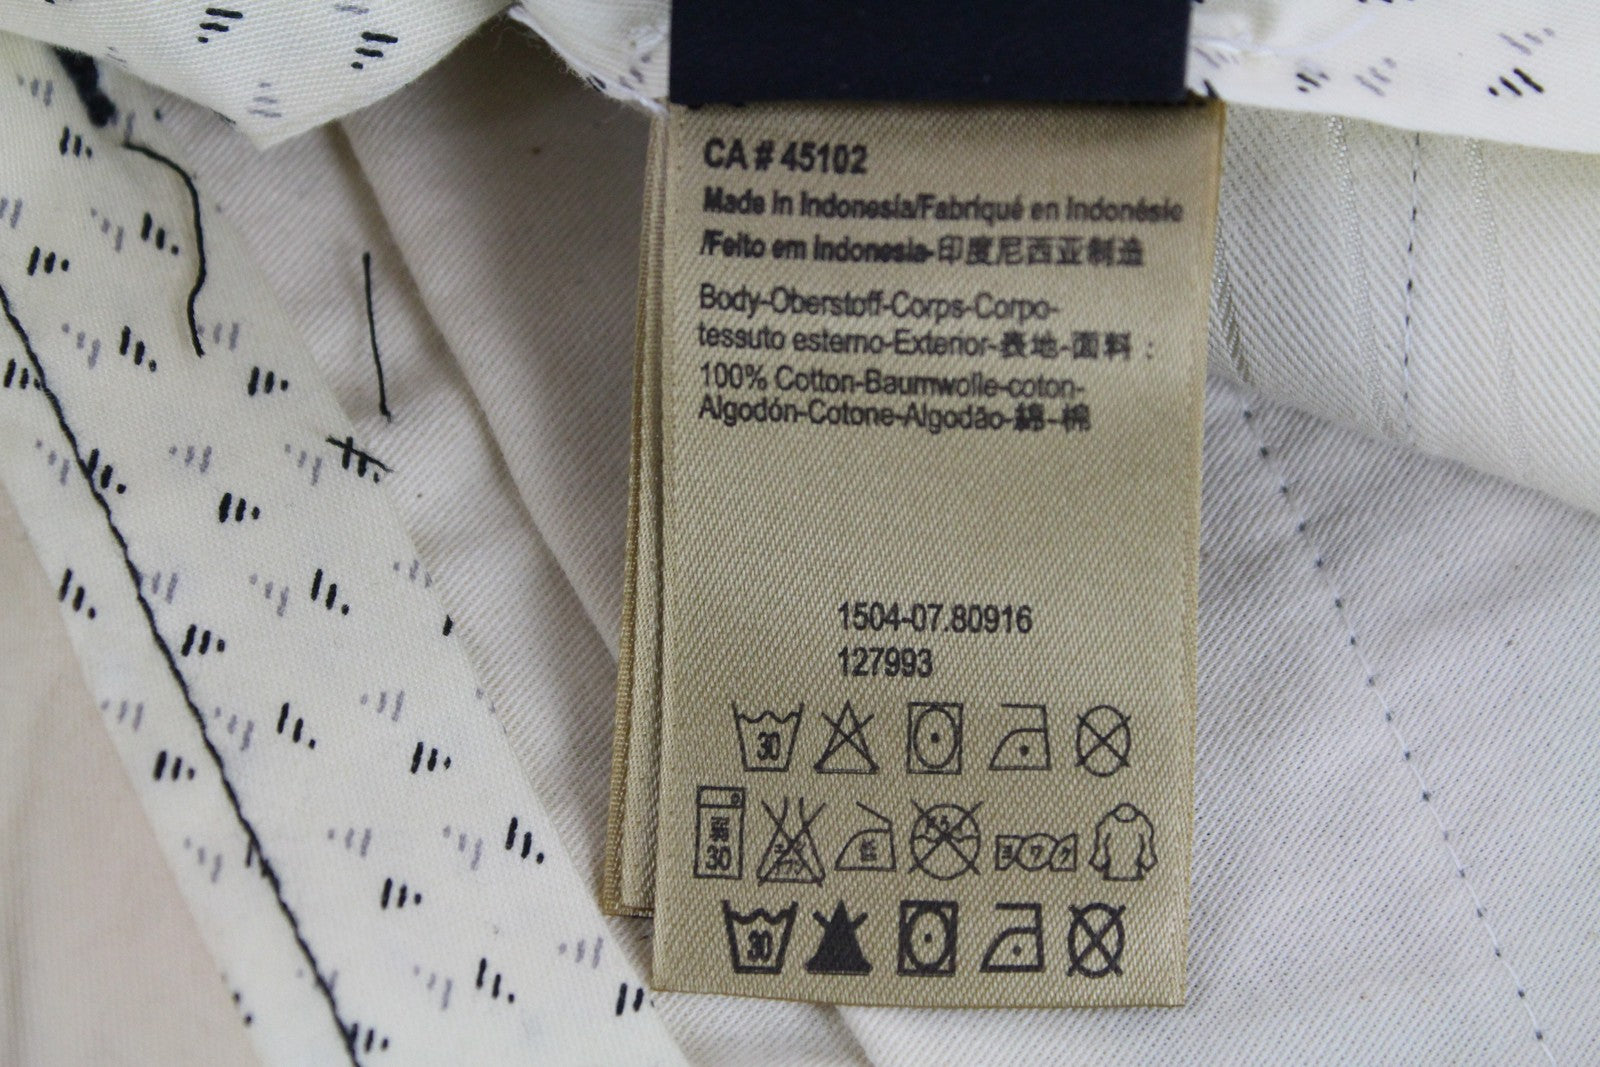 CA # 45102
Made in Indonesia/Fabriqué en Indonésie
/Feito em Indonesia-印度尼西亚制造
Body-Oberstoff-Corps-Corpo-
tessuto esterno-Exterior-表地-面料 :
100% Cotton-Baumwolle-coton-
Algodón-Cotone-Algodão-綿-棉
1504-07.80916
127993
30
30
30